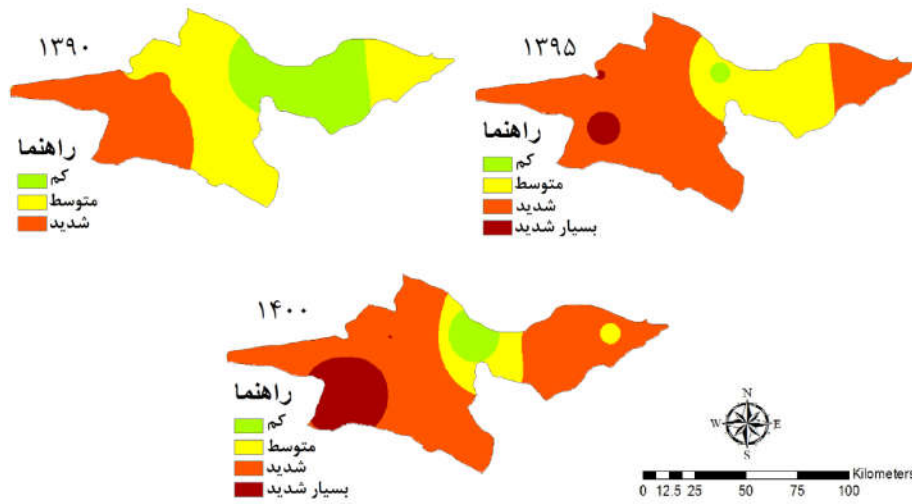 ۱۳۹۰
راهنما
کم
متوسط
شدید
۱۳۹۵
راهنما
کم
متوسط
شدید
بسیار شدید
۱۴۰۰
راهنما
کم
متوسط
شدید
بسیار شدید
N
W E
S
Kilometers
0 12.5 25 50 75 100